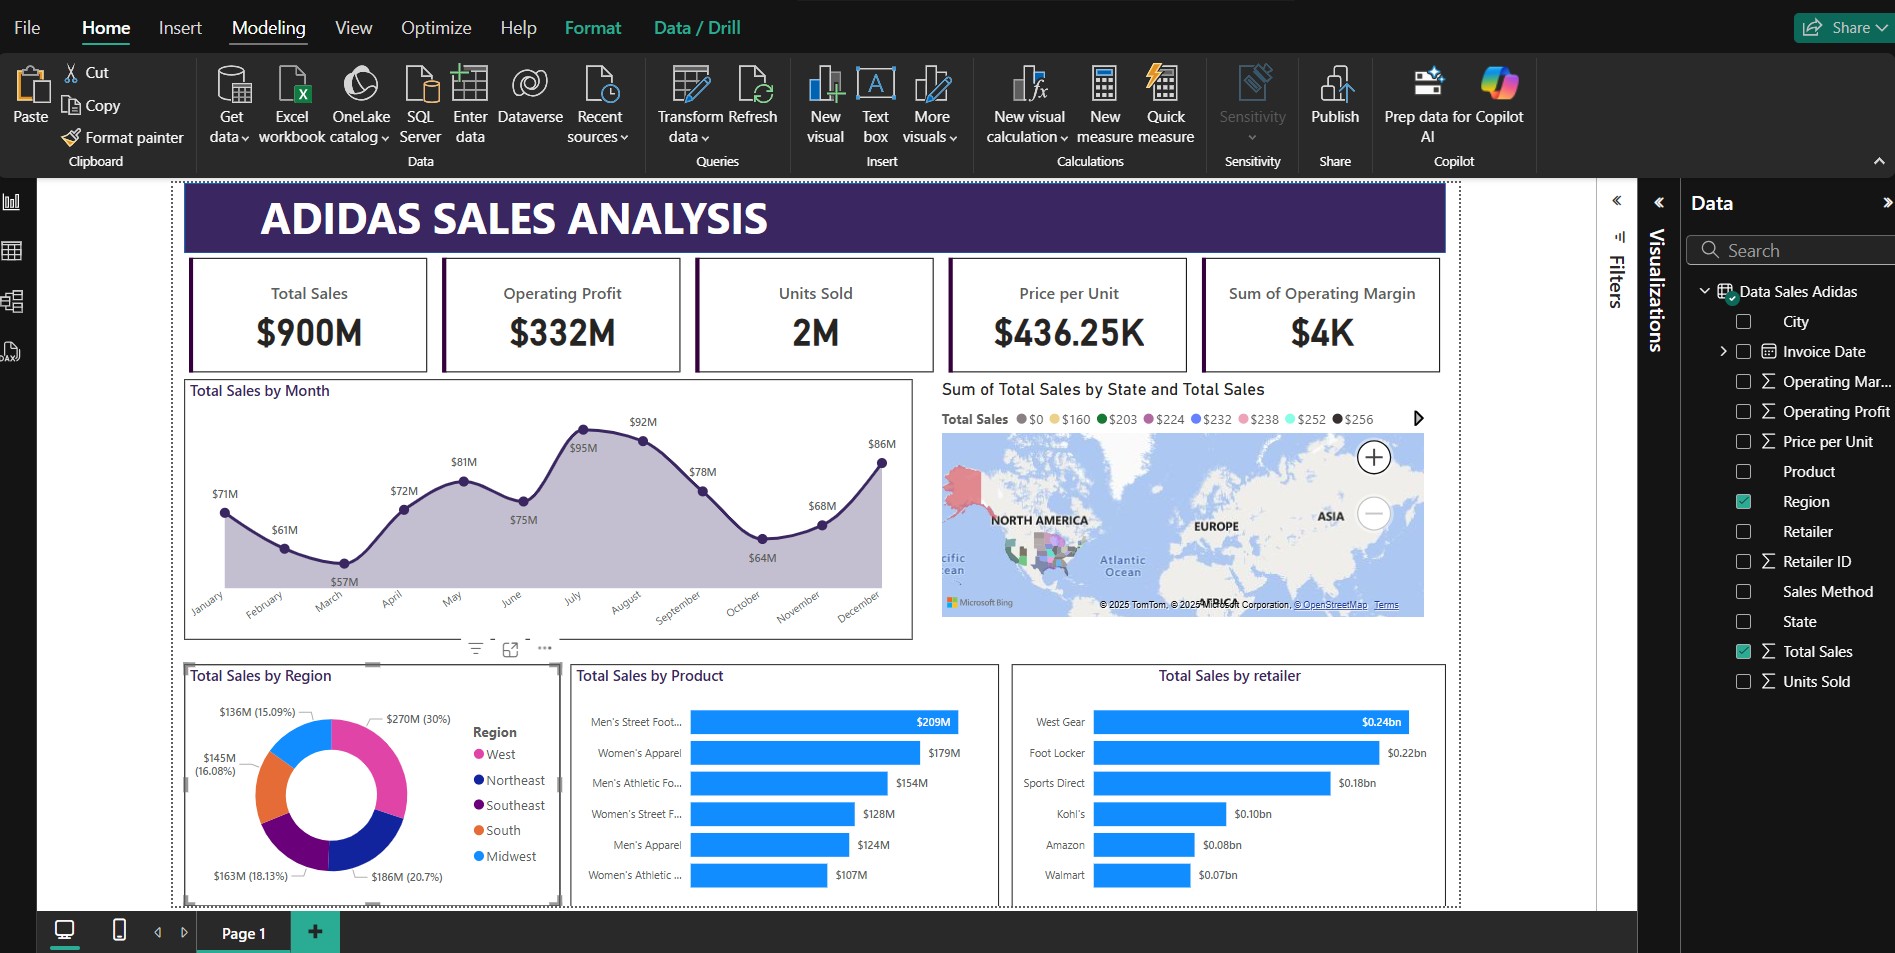 File Home Insert Modeling View Optimize Help Format Data / Drill Share
Paste
Cut
Copy
Format painter
Clipboard
Get data
Excel workbook
OneLake catalog
SQL Server
Enter data
Dataverse
Recent sources
Data
Transform data
Refresh
Queries
New visual
Text box
More visuals
Insert
New visual calculation
New measure
Quick measure
Calculations
Sensitivity
Sensitivity
Publish
Share
Prep data for AI
Copilot
Copilot
ADIDAS SALES ANALYSIS
Total Sales
$900M
Operating Profit
$332M
Units Sold
2M
Price per Unit
$436.25K
Sum of Operating Margin
$4K
Total Sales by Month
$71M
$61M
$57M
$72M
$81M
$75M
$95M
$92M
$78M
$64M
$68M
$86M
January
February
March
April
May
June
July
August
September
October
November
December
Sum of Total Sales by State and Total Sales
Total Sales $0 $160 $203 $224 $232 $238 $252 $256
NORTH AMERICA
EUROPE
ASIA
AFRICA
cific
ean
Atlantic
Ocean
Microsoft Bing
© 2025 TomTom, © 2025 Microsoft Corporation, © OpenStreetMap Terms
Total Sales by Region
$136M (15.09%)
$270M (30%)
$145M
(16.08%)
$163M (18.13%)
$186M (20.7%)
Region
West
Northeast
Southeast
South
Midwest
Total Sales by Product
Men's Street Foot... $209M
Women's Apparel $179M
Men's Athletic Fo... $154M
Women's Street F... $128M
Men's Apparel $124M
Women's Athletic ... $107M
Total Sales by retailer
West Gear $0.24bn
Foot Locker $0.22bn
Sports Direct $0.18bn
Kohl's $0.10bn
Amazon $0.08bn
Walmart $0.07bn
Filters
Visualizations
Data
Search
Data Sales Adidas
City
Invoice Date
Operating Mar...
Operating Profit
Price per Unit
Product
Region
Retailer
Retailer ID
Sales Method
State
Total Sales
Units Sold
DAX
Page 1